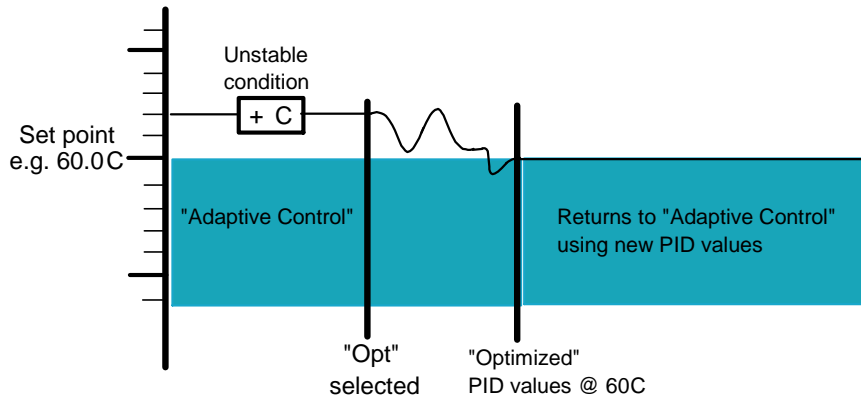 Unstable
condition
+ C
Set point
e.g. 60.0C
"Adaptive Control"
Returns to "Adaptive Control"
using new PID values
"Opt"
selected
"Optimized"
PID values @ 60C